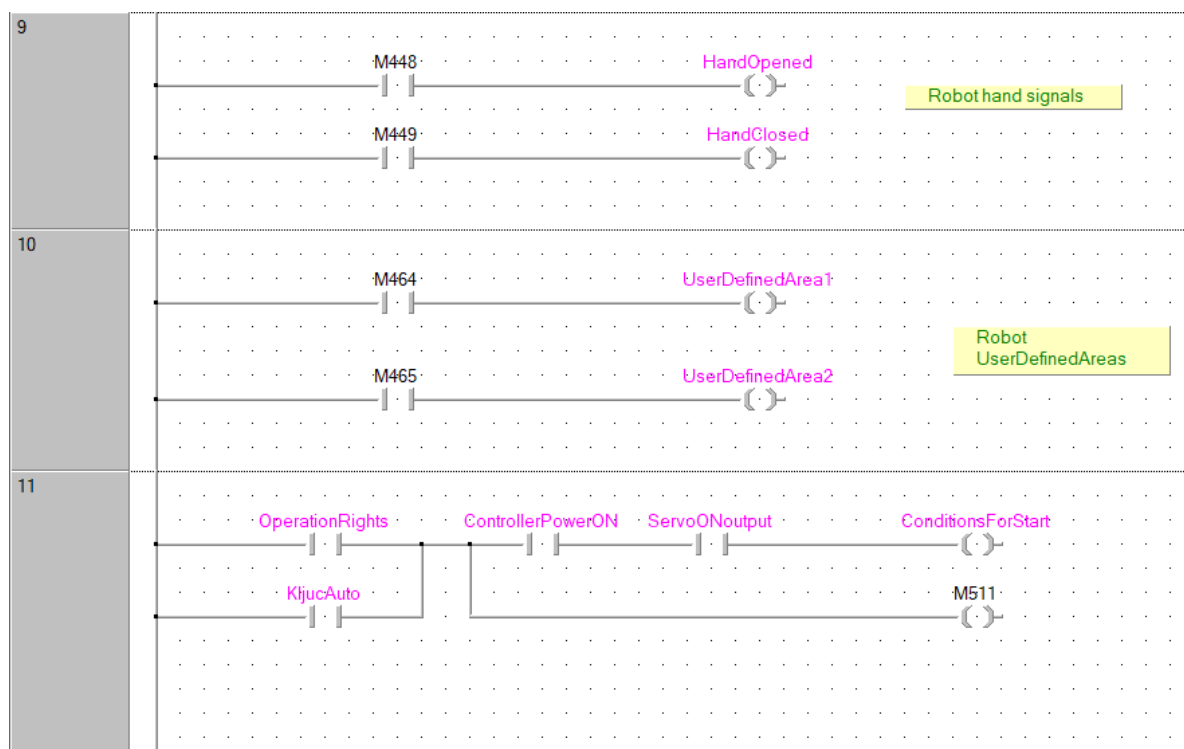 9
M448
HandOpened
Robot hand signals
M449
HandClosed
10
M464
UserDefinedArea1
Robot
UserDefinedAreas
M465
UserDefinedArea2
11
OperationRights
ControllerPowerON
ServoONoutput
ConditionsForStart
KljucAuto
M511